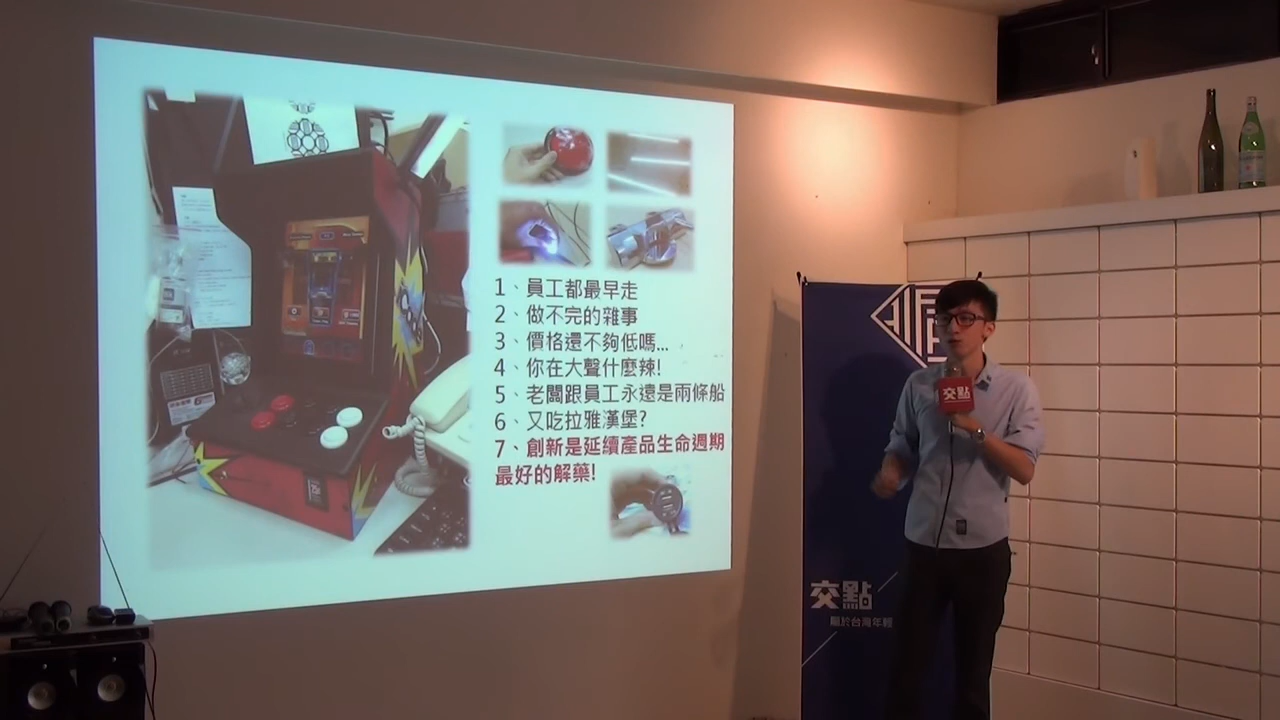 1、員工都最早走
2、做不完的雜事
3、價格還不夠低嗎...
4、你在大聲什麼辣!
5、老闆跟員工永遠是兩條船
6、又吃拉雅漢堡?
7、創新是延續產品生命週期
最好的解藥!
交點
交點
屬於台灣年輕